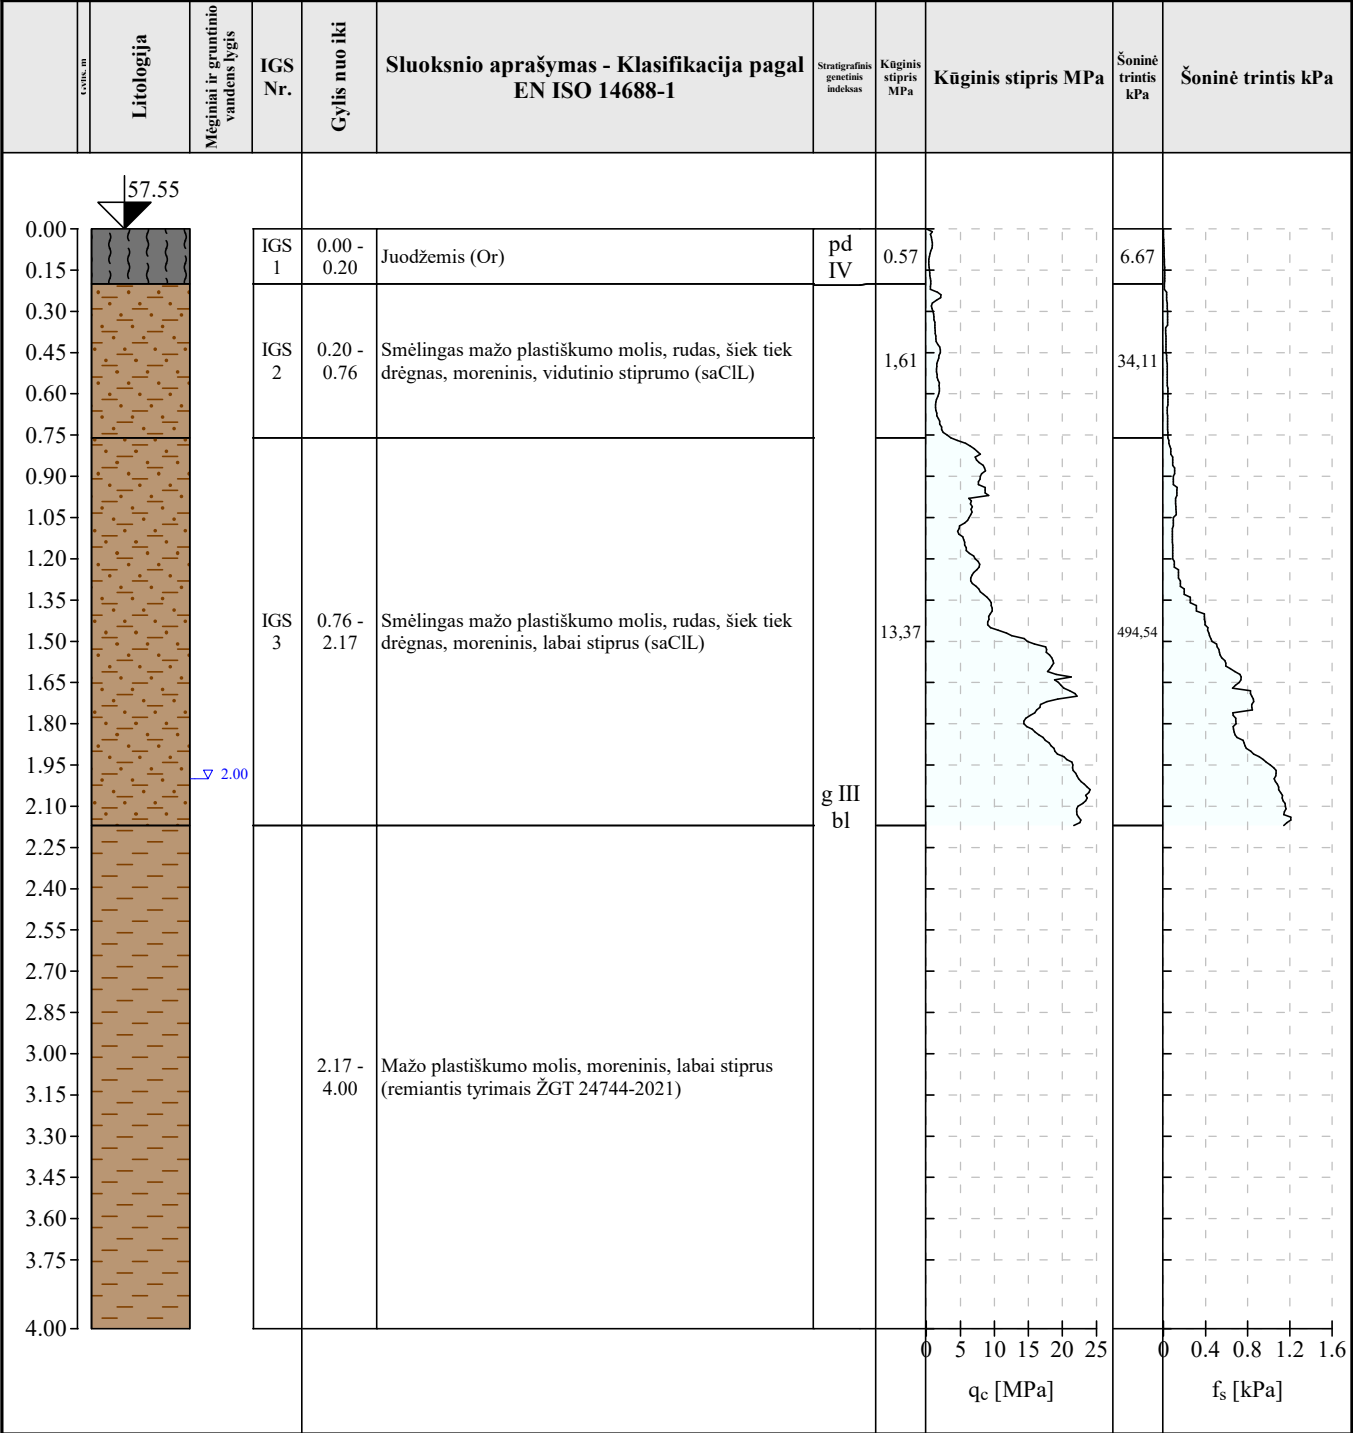 Litologija
Mėginiai ir gruntinio
vandens lygis
IGS
Nr.
Gylis nuo iki
Sluoksnio aprašymas - Klasifikacija pagal
EN ISO 14688-1
Stratigrafinis
genetinis
indeksas
Kūginis
stipris
MPa
Kūginis stipris MPa
Šoninė
trintis
kPa
Šoninė trintis kPa
57.55
0.00
0.15
0.30
0.45
0.60
0.75
0.90
1.05
1.20
1.35
1.50
1.65
1.80
1.95
2.10
2.25
2.40
2.55
2.70
2.85
3.00
3.15
3.30
3.45
3.60
3.75
4.00
2.00
IGS
1
0.00 -
0.20
Juodžemis (Or)
pd
IV
0.57
6.67
IGS
2
0.20 -
0.76
Smėlingas mažo plastiškumo molis, rudas, šiek tiek
drėgnas, moreninis, vidutinio stiprumo (saClL)
1,61
34,11
IGS
3
0.76 -
2.17
Smėlingas mažo plastiškumo molis, rudas, šiek tiek
drėgnas, moreninis, labai stiprus (saClL)
13,37
494,54
g III
bl
2.17 -
4.00
Mažo plastiškumo molis, moreninis, labai stiprus
(remiantis tyrimais ŽGT 24744-2021)
0 5 10 15 20 25
qc [MPa]
0 0.4 0.8 1.2 1.6
fs [kPa]